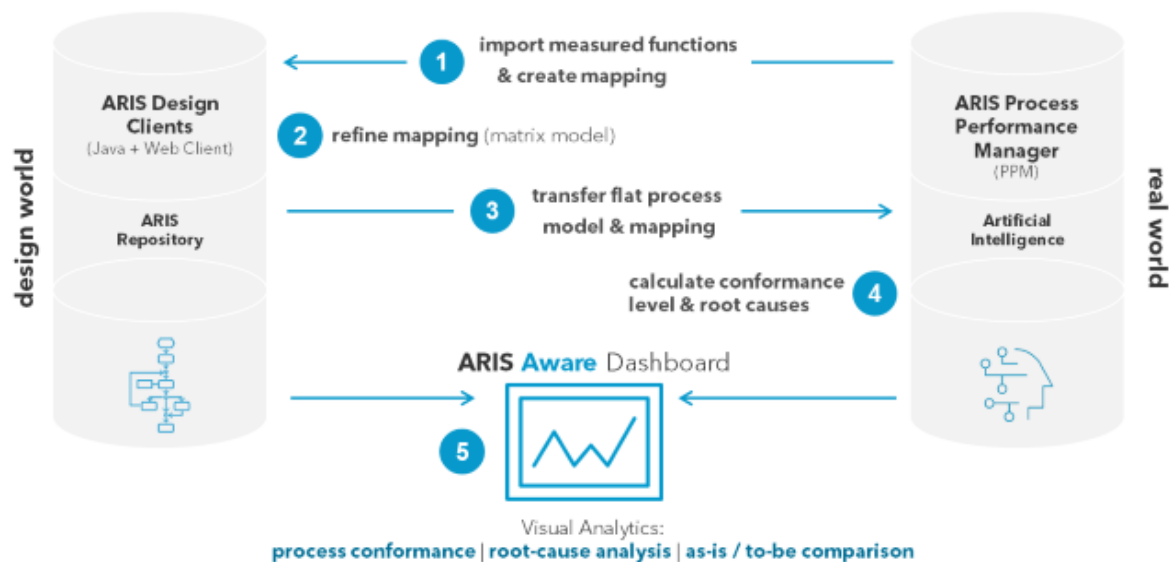 import measured functions
1
& create mapping
ARIS Design
Clients
(Java + Web Client)
ARIS Process
Performance
Manager
(PPM)
2 refine mapping (matrix model)
design world
real world
transfer flat process
3
model & mapping
ARIS
Repository
Artificial
Intelligence
calculate conformance
level & root causes
4
ARIS Aware Dashboard
5
Visual Analytics:
process conformance | root-cause analysis | as-is / to-be comparison